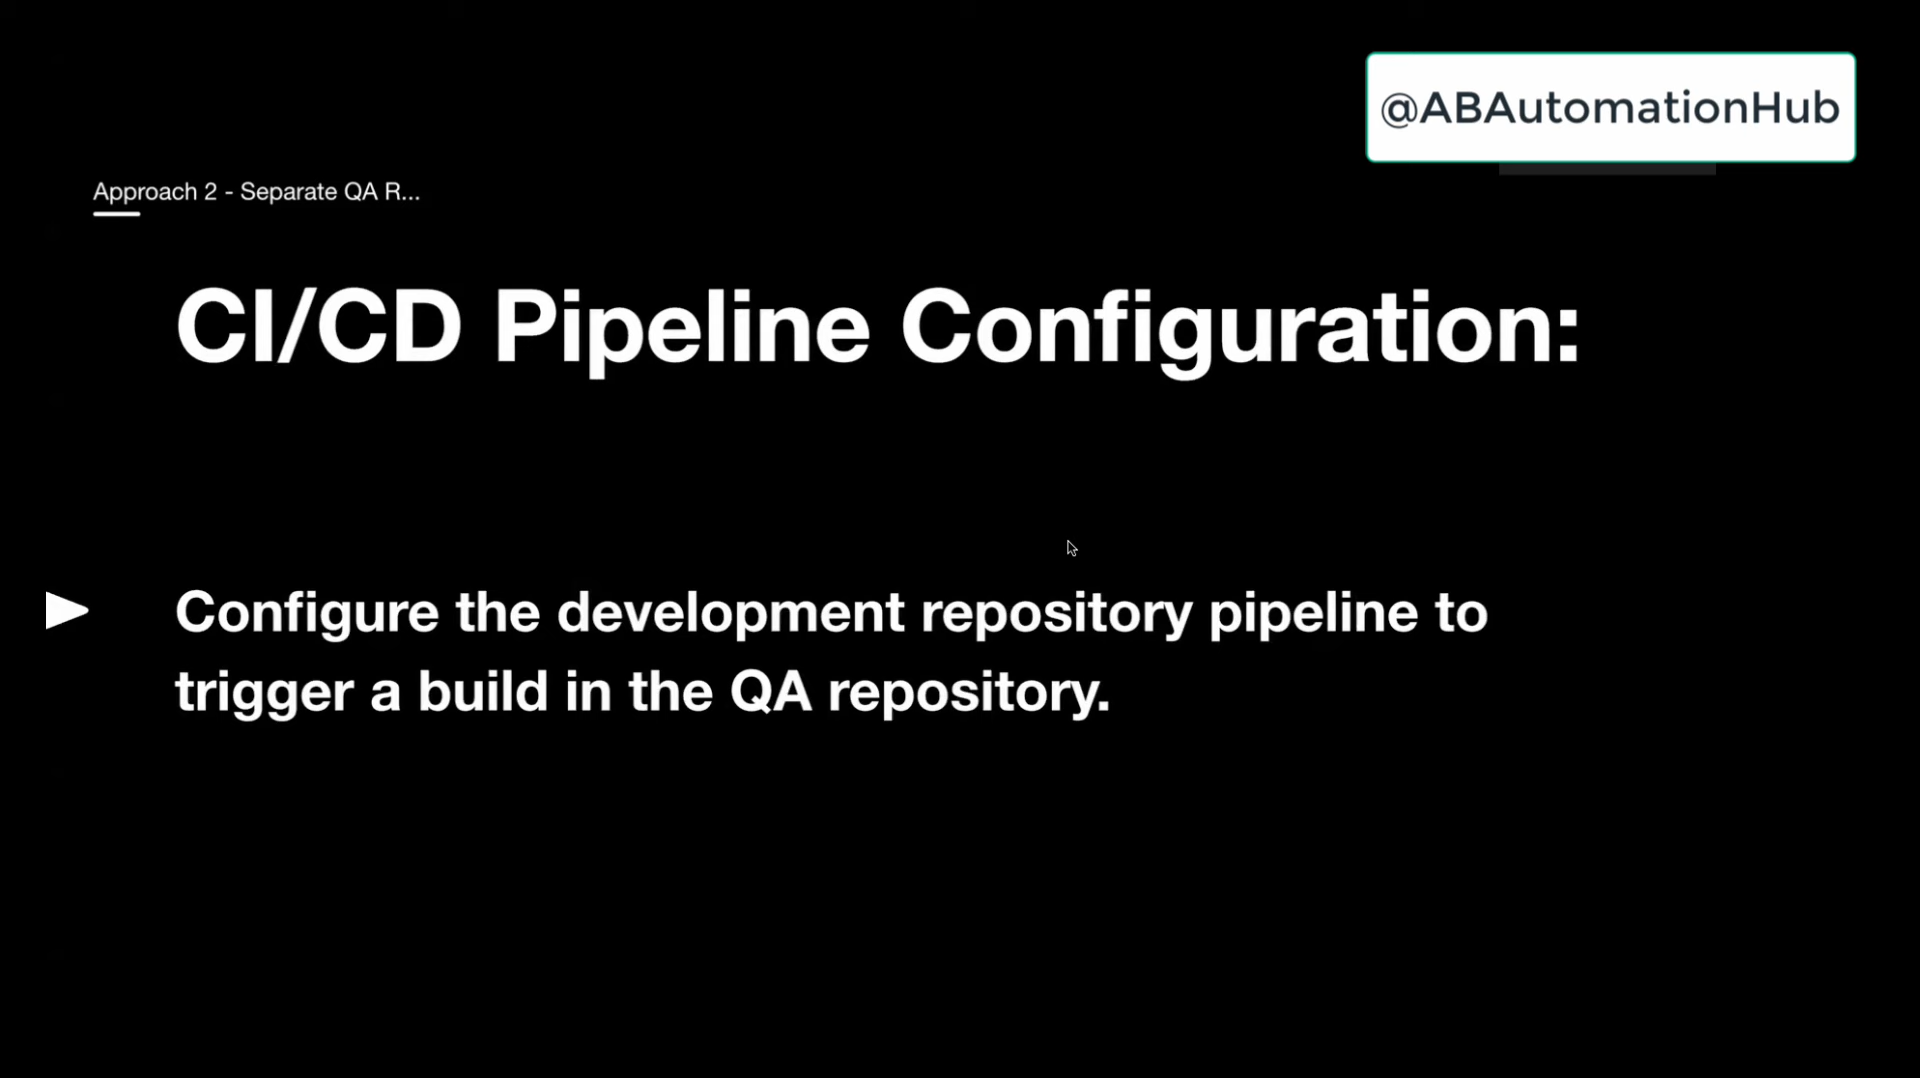 @ABAutomationHub
Approach 2 - Separate QA R...
CI/CD Pipeline Configuration:
Configure the development repository pipeline to
trigger a build in the QA repository.